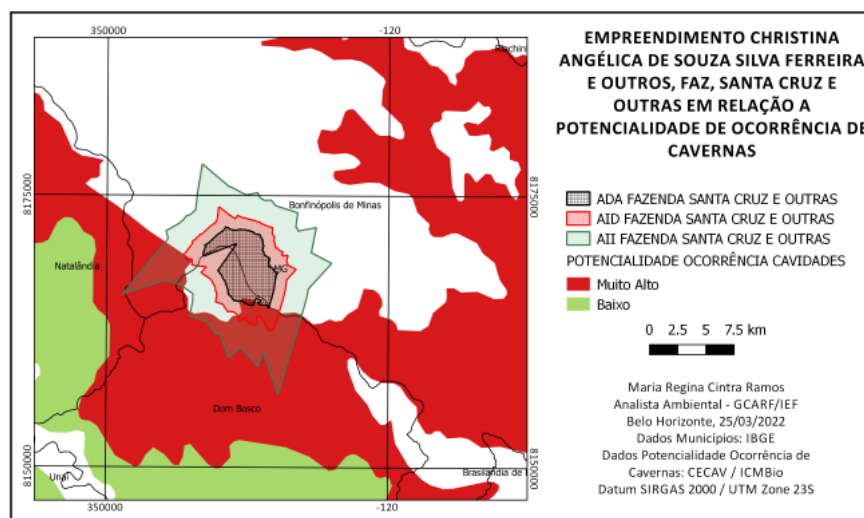 EMPREENDIMENTO CHRISTINA
ANGÉLICA DE SOUZA SILVA FERREIRA
E OUTROS, FAZ, SANTA CRUZ E
OUTRAS EM RELAÇÃO A
POTENCIALIDADE DE OCORRÊNCIA DE
CAVERNAS
350000
-120
8175000
8175000
Bonfinópolis de Minas
Natalândia
MG
Dom Bosco
8150000
8150000
Unaí
Brasilândia de
350000
-120
ADA FAZENDA SANTA CRUZ E OUTRAS
AID FAZENDA SANTA CRUZ E OUTRAS
AII FAZENDA SANTA CRUZ E OUTRAS
POTENCIALIDADE OCORRÊNCIA CAVIDADES
Muito Alto
Baixo
0 2.5 5 7.5 km
Maria Regina Cintra Ramos
Analista Ambiental - GCARF/IEF
Belo Horizonte, 25/03/2022
Dados Municípios: IBGE
Dados Potencialidade Ocorrência de
Cavernas: CECAV / ICMBio
Datum SIRGAS 2000 / UTM Zone 23S